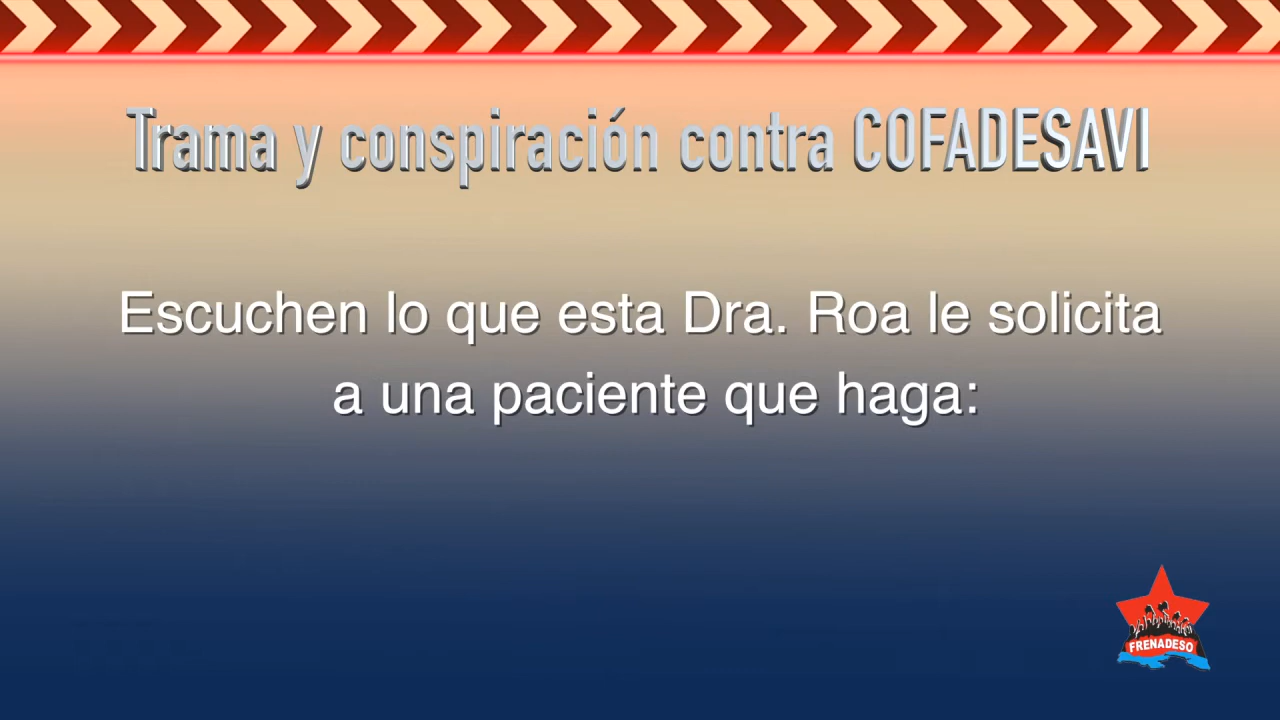 Trama y conspiración contra COFADESAVI
Escuchen lo que esta Dra. Roa le solicita
a una paciente que haga:
FRENADESO